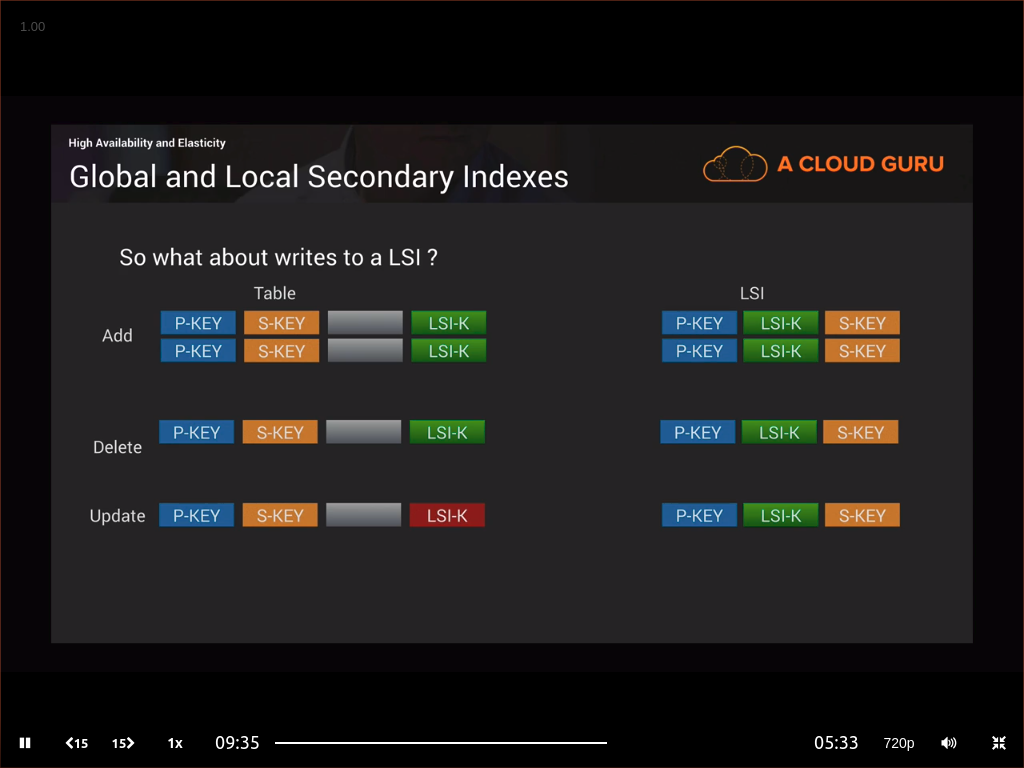 1.00
High Availability and Elasticity
Global and Local Secondary Indexes
A CLOUD GURU
So what about writes to a LSI ?
Table LSI
Add P-KEY S-KEY LSI-K P-KEY LSI-K S-KEY
P-KEY S-KEY LSI-K P-KEY LSI-K S-KEY
Delete P-KEY S-KEY LSI-K P-KEY LSI-K S-KEY
Update P-KEY S-KEY LSI-K P-KEY LSI-K S-KEY
15 15 1x 09:35 05:33 720p